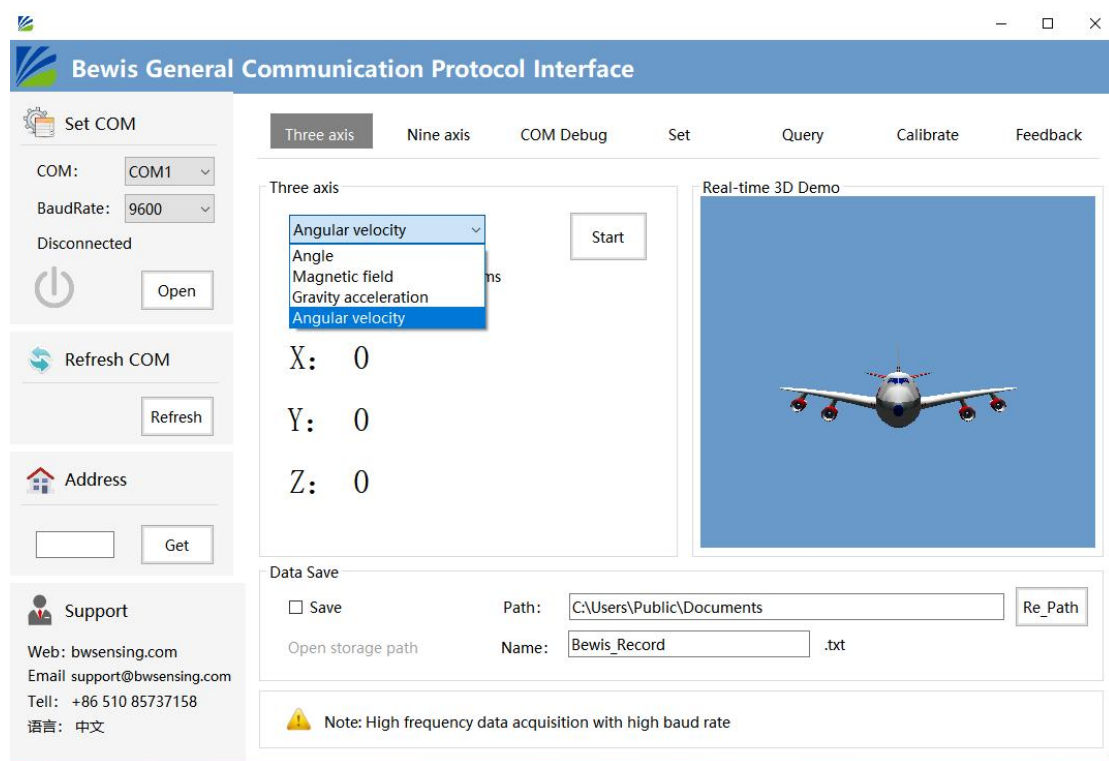 Bewis General Communication Protocol Interface
Set COM
COM: COM1
BaudRate: 9600
Disconnected
Open
Refresh COM
Refresh
Address
Get
Support
Web: bwsensing.com
Email support@bwsensing.com
Tell: +86 510 85737158
语言: 中文
Three axis Nine axis COM Debug Set Query Calibrate Feedback
Three axis
Angular velocity
Start
Angle
Magnetic field
ms
Gravity acceleration
Angular velocity
X: 0
Y: 0
Z: 0
Real-time 3D Demo
Data Save
Save
Path: C:\Users\Public\Documents
Re_Path
Open storage path
Name: Bewis_Record .txt
Note: High frequency data acquisition with high baud rate